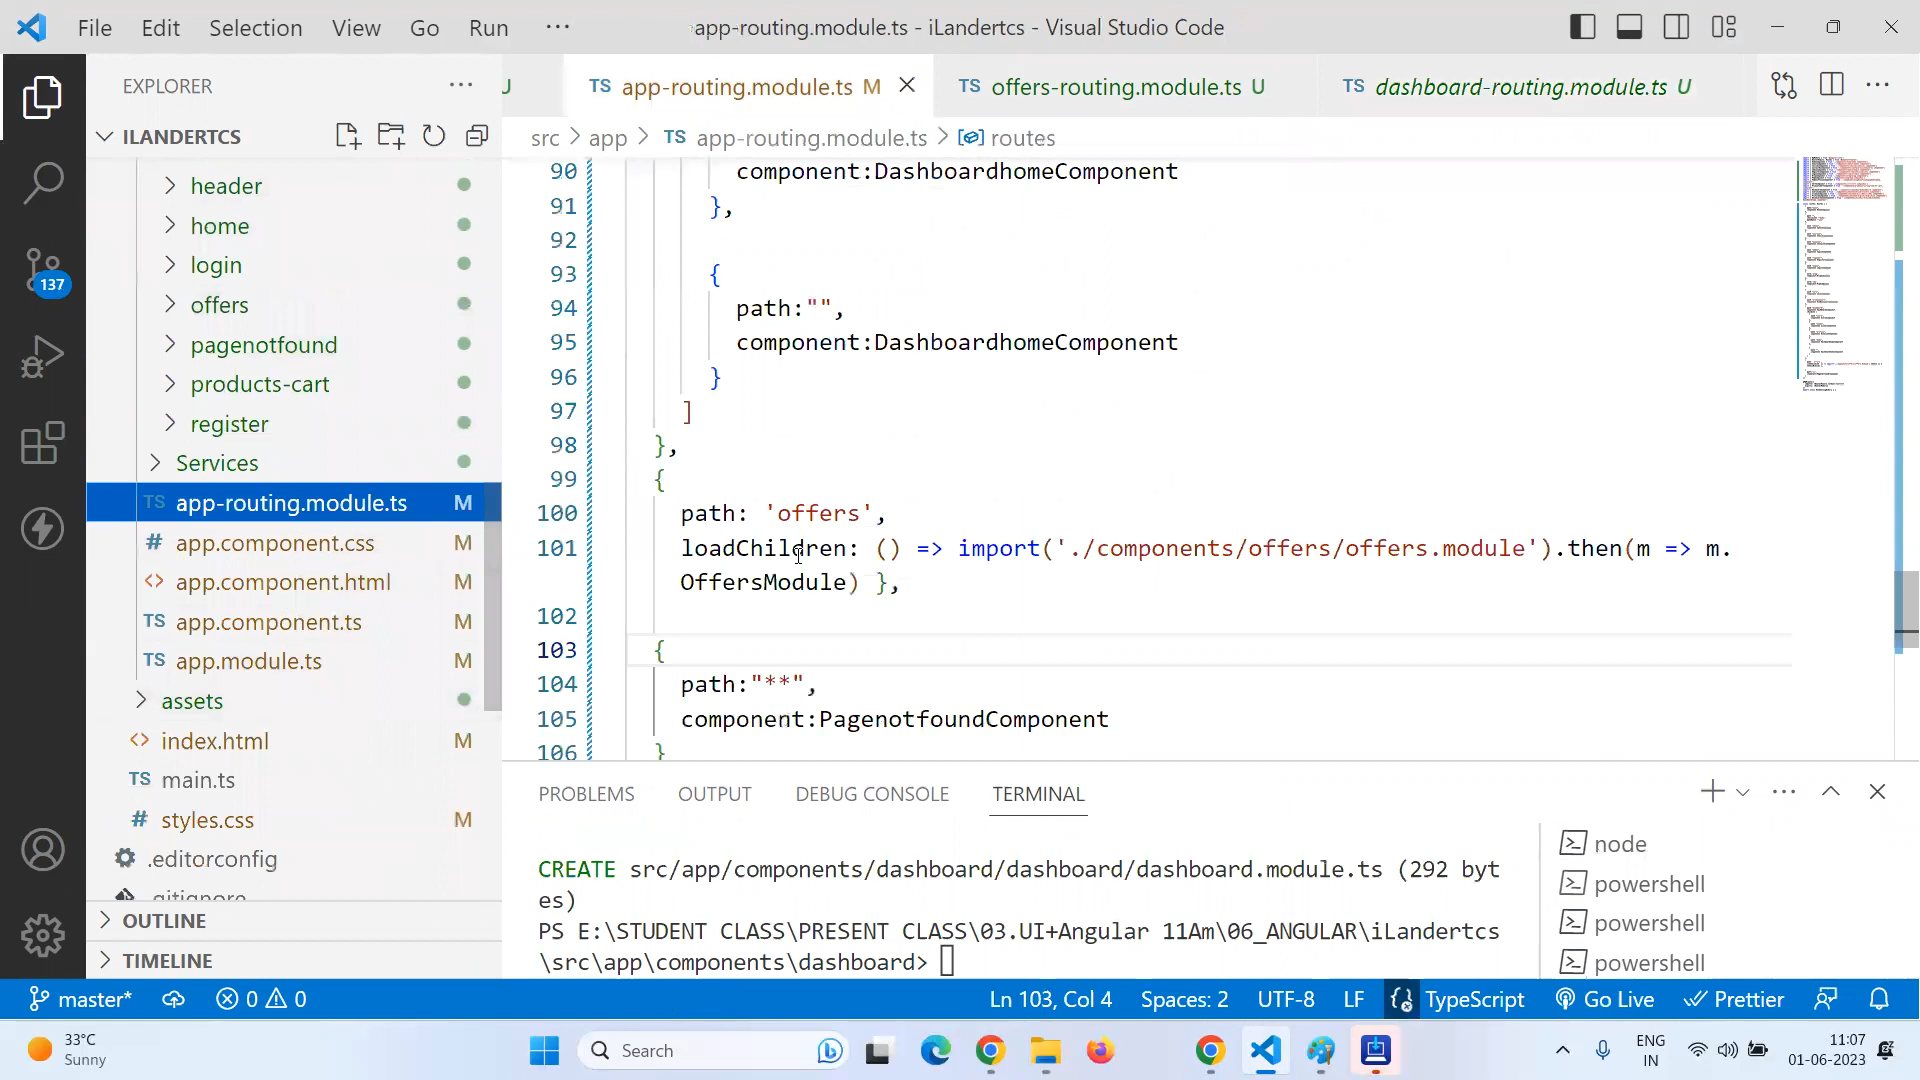 File Edit Selection View Go Run ···
app-routing.module.ts - iLandertcs - Visual Studio Code
EXPLORER
U
TS app-routing.module.ts M
TS offers-routing.module.ts U
TS dashboard-routing.module.ts U
ILANDERTCS
src > app > TS app-routing.module.ts > routes
header
home
login
offers
pagenotfound
products-cart
register
Services
TS app-routing.module.ts M
# app.component.css M
<> app.component.html M
TS app.component.ts M
TS app.module.ts M
assets
<> index.html M
TS main.ts
# styles.css M
.editorconfig
.gitignore
OUTLINE
TIMELINE
137
90 component:DashboardhomeComponent
91 },
92
93 {
94 path:"",
95 component:DashboardhomeComponent
96 }
97 ]
98 },
99 {
100 path: 'offers',
101 loadChildren: () => import('./components/offers/offers.module').then(m => m.
OffersModule) },
102
103 {
104 path:"**",
105 component:PagenotfoundComponent
106 }
PROBLEMS OUTPUT DEBUG CONSOLE TERMINAL
CREATE src/app/components/dashboard/dashboard/dashboard.module.ts (292 byt
es)
PS E:\STUDENT CLASS\PRESENT CLASS\03.UI+Angular 11Am\06_ANGULAR\iLandertcs
\src\app\components\dashboard>
node
powershell
powershell
powershell
master* 0 0 Ln 103, Col 4 Spaces: 2 UTF-8 LF TypeScript Go Live Prettier
33°C
Sunny
Search
ENG
IN
11:07
01-06-2023